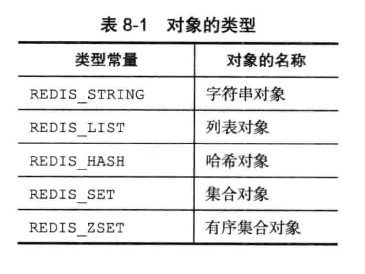 表 8-1 对象的类型
类型常量 对象的名称
REDIS_STRING 字符串对象
REDIS_LIST 列表对象
REDIS_HASH 哈希对象
REDIS_SET 集合对象
REDIS_ZSET 有序集合对象